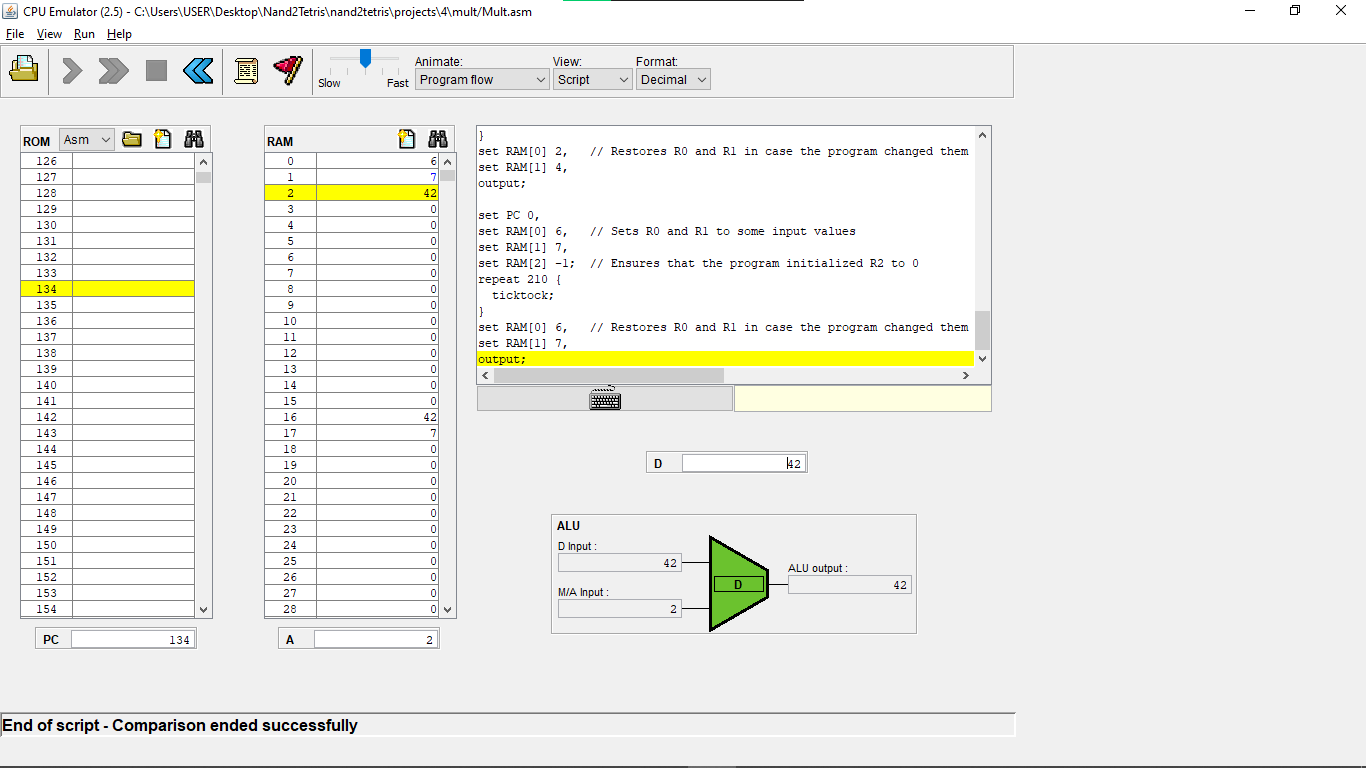 CPU Emulator (2.5) - C:\Users\USER\Desktop\Nand2Tetris\nand2tetris\projects\4\mult/Mult.asm
File View Run Help
Slow Fast
Animate:
Program flow
View:
Script
Format:
Decimal
ROM Asm
126
127
128
129
130
131
132
133
134
135
136
137
138
139
140
141
142
143
144
145
146
147
148
149
150
151
152
153
154
PC 134
RAM
0 6
1 7
2 42
3 0
4 0
5 0
6 0
7 0
8 0
9 0
10 0
11 0
12 0
13 0
14 0
15 0
16 42
17 7
18 0
19 0
20 0
21 0
22 0
23 0
24 0
25 0
26 0
27 0
28 0
A 2
}
set RAM[0] 2, // Restores R0 and R1 in case the program changed them
set RAM[1] 4,
output;
set PC 0,
set RAM[0] 6, // Sets R0 and R1 to some input values
set RAM[1] 7,
set RAM[2] -1; // Ensures that the program initialized R2 to 0
repeat 210 {
ticktock;
}
set RAM[0] 6, // Restores R0 and R1 in case the program changed them
set RAM[1] 7,
output;
D 42
ALU
D Input :
42
M/A Input :
2
D
ALU output :
42
End of script - Comparison ended successfully